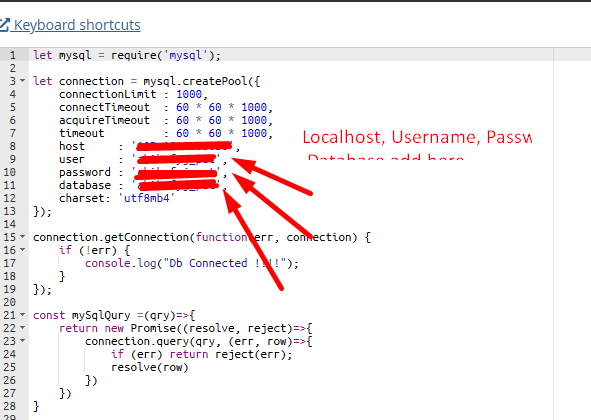 Keyboard shortcuts
1 let mysql = require('mysql');
2
3 let connection = mysql.createPool({
4 connectionLimit : 1000,
5 connectTimeout : 60 * 60 * 1000,
6 acquireTimeout : 60 * 60 * 1000,
7 timeout : 60 * 60 * 1000,
8 host : ' ',
Localhost, Username, Passw
9 user : ' ',
Database add here
10 password : ' ',
11 database : ' ',
12 charset: 'utf8mb4'
13 });
14
15 connection.getConnection(function(err, connection) {
16 if (!err) {
17 console.log("Db Connected !!!!");
18 }
19 });
20
21 const mySqlQury =(qry)=>{
22 return new Promise((resolve, reject)=>{
23 connection.query(qry, (err, row)=>{
24 if (err) return reject(err);
25 resolve(row)
26 })
27 })
28 }
29